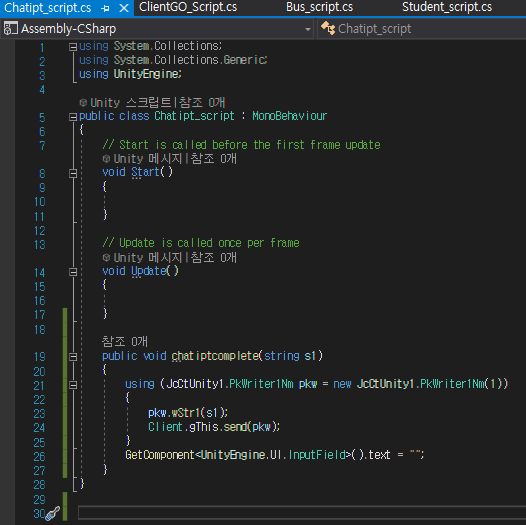 Chatipt_script.cs
ClientGO_Script.cs
Bus_script.cs
Student_script.cs
Assembly-CSharp
Chatipt_script
1 using System.Collections;
2 using System.Collections.Generic;
3 using UnityEngine;
4
Unity 스크립트|참조 0개
5 public class Chatipt_script : MonoBehaviour
6 {
7 // Start is called before the first frame update
Unity 메시지|참조 0개
8 void Start()
9 {
10
11 }
12
13 // Update is called once per frame
Unity 메시지|참조 0개
14 void Update()
15 {
16
17 }
18
참조 0개
19 public void chatiptcomplete(string s1)
20 {
21 using (JcCtUnity1.PkWriter1Nm pkw = new JcCtUnity1.PkWriter1Nm(1))
22 {
23 pkw.wStr1(s1);
24 Client.gThis.send(pkw);
25 }
26 GetComponent<UnityEngine.UI.InputField>().text = "";
27 }
28 }
29
30